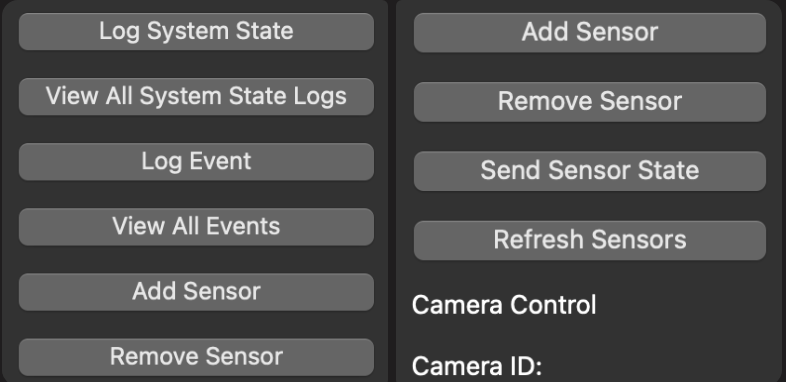 Log System State
View All System State Logs
Log Event
View All Events
Add Sensor
Remove Sensor
Add Sensor
Remove Sensor
Send Sensor State
Refresh Sensors
Camera Control
Camera ID: